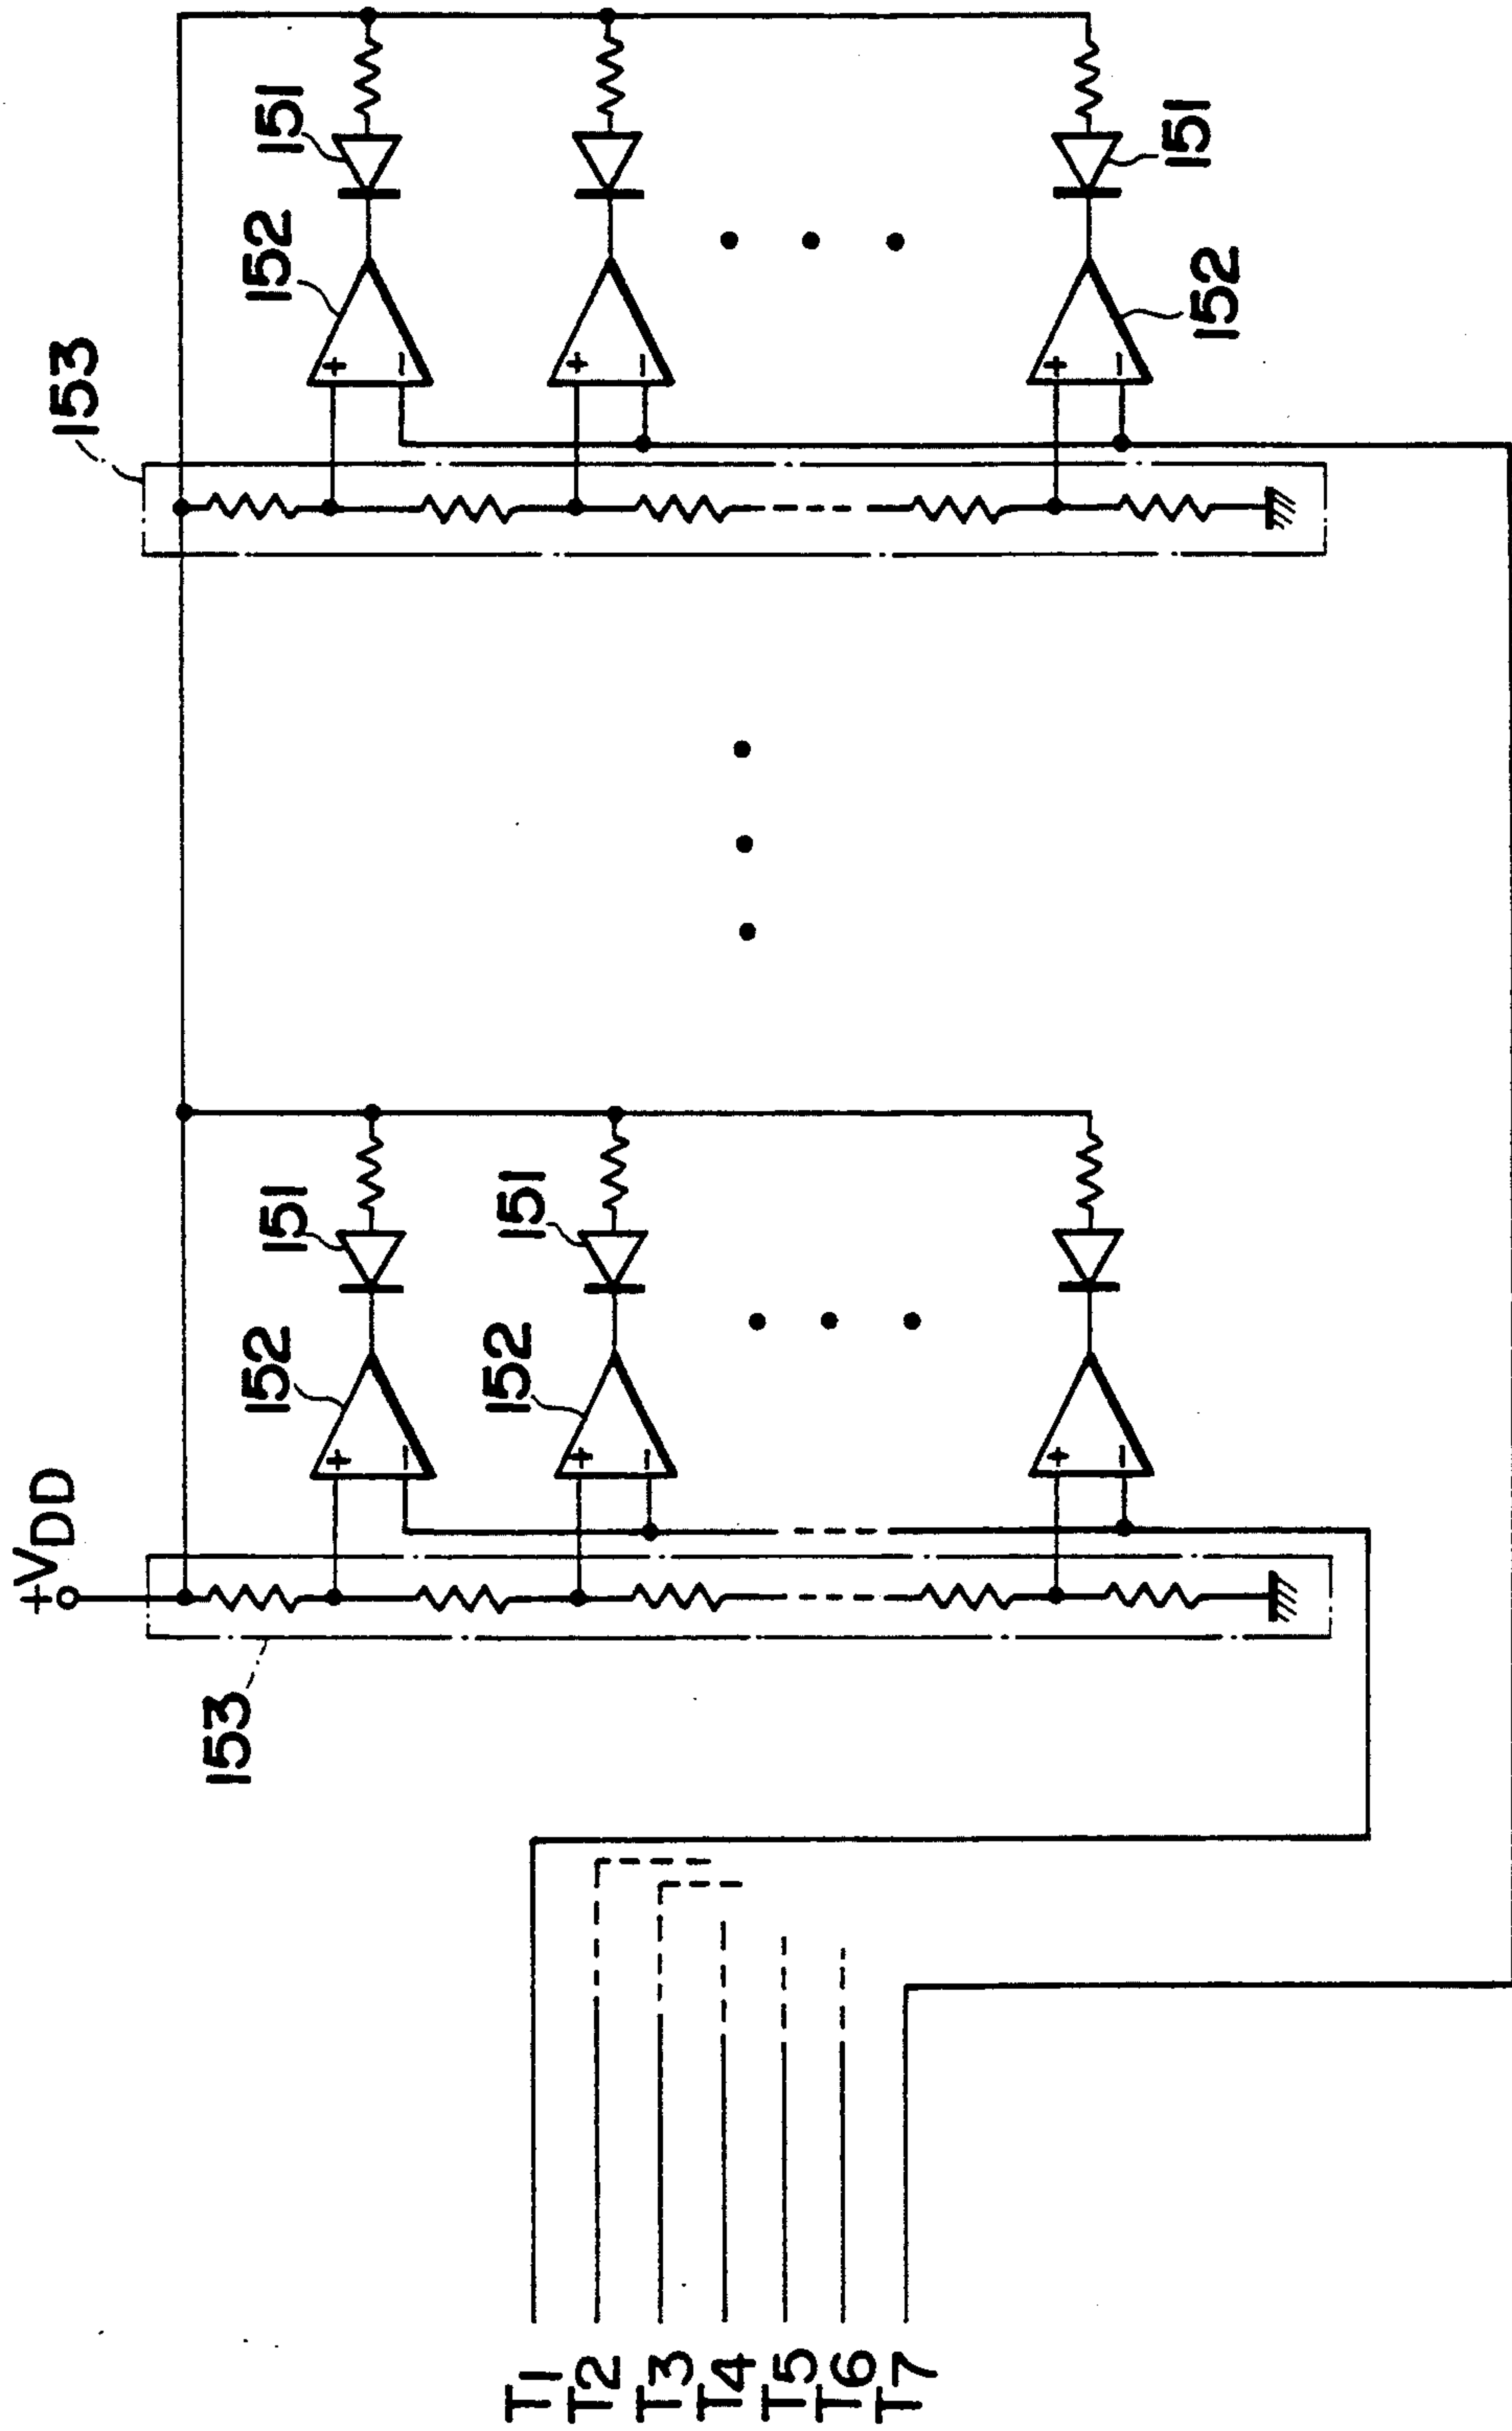 +VDD
153
153
152 151 152 151
+ +
− −
152 151
T1
+ +
T2
− −
T3
T4
T5
T6
T7
+ +
− −
152 151